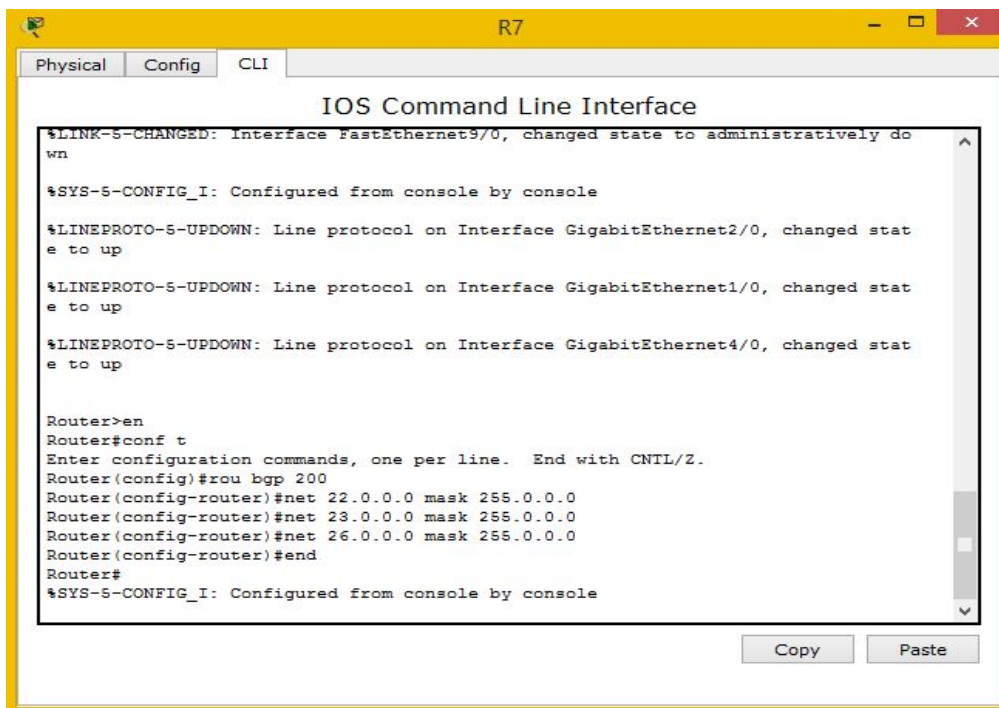 R7
Physical Config CLI
IOS Command Line Interface
%LINK-5-CHANGED: Interface FastEthernet9/0, changed state to administratively do
wn
%SYS-5-CONFIG_I: Configured from console by console
%LINEPROTO-5-UPDOWN: Line protocol on Interface GigabitEthernet2/0, changed stat
e to up
%LINEPROTO-5-UPDOWN: Line protocol on Interface GigabitEthernet1/0, changed stat
e to up
%LINEPROTO-5-UPDOWN: Line protocol on Interface GigabitEthernet4/0, changed stat
e to up
Router>en
Router#conf t
Enter configuration commands, one per line.  End with CNTL/Z.
Router(config)#rou bgp 200
Router(config-router)#net 22.0.0.0 mask 255.0.0.0
Router(config-router)#net 23.0.0.0 mask 255.0.0.0
Router(config-router)#net 26.0.0.0 mask 255.0.0.0
Router(config-router)#end
Router#
%SYS-5-CONFIG_I: Configured from console by console
Copy Paste